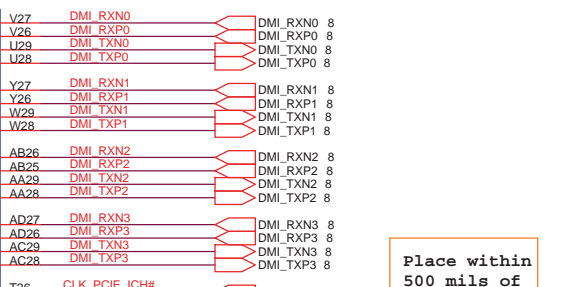 V27 DMI_RXN0 DMI_RXN0 8
V26 DMI_RXP0 DMI_RXP0 8
U29 DMI_TXN0 DMI_TXN0 8
U28 DMI_TXP0 DMI_TXP0 8
Y27 DMI_RXN1 DMI_RXN1 8
Y26 DMI_RXP1 DMI_RXP1 8
W29 DMI_TXN1 DMI_TXN1 8
W28 DMI_TXP1 DMI_TXP1 8
AB26 DMI_RXN2 DMI_RXN2 8
AB25 DMI_RXP2 DMI_RXP2 8
AA29 DMI_TXN2 DMI_TXN2 8
AA28 DMI_TXP2 DMI_TXP2 8
AD27 DMI_RXN3 DMI_RXN3 8
AD26 DMI_RXP3 DMI_RXP3 8
AC29 DMI_TXN3 DMI_TXN3 8
AC28 DMI_TXP3 DMI_TXP3 8
T26 CLK_PCIE_ICH#
Place within
500 mils of